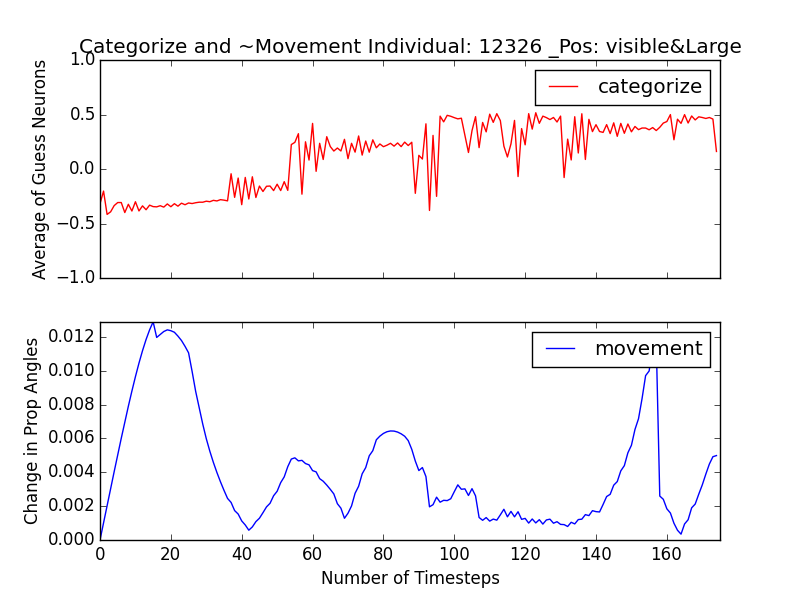 Categorize and ~Movement Individual: 12326 _Pos: visible&Large
1.0
0.5
0.0
−0.5
−1.0
Average of Guess Neurons
categorize
0.012
0.010
0.008
0.006
0.004
0.002
0.000
Change in Prop Angles
movement
0 20 40 60 80 100 120 140 160
Number of Timesteps